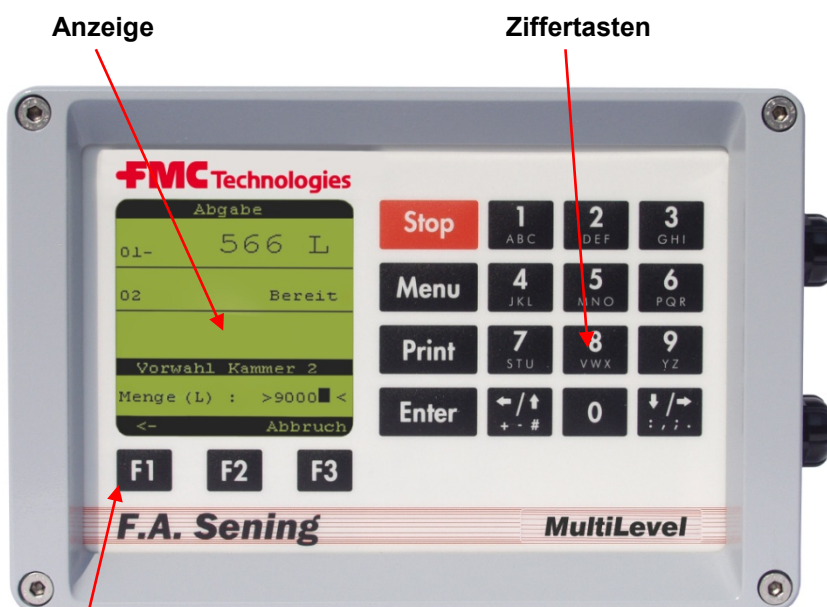 Anzeige Ziffertasten
FMC Technologies
Abgabe
01- 566 L
02 Bereit
Vorwahl Kammer 2
Menge (L) : >9000 <
<- Abbruch
Stop 1 2 3
ABC DEF GHI
Menu 4 5 6
JKL MNO PQR
Print 7 8 9
STU VWX YZ
Enter ←/↑ 0 ↓/→
+ - # : , ; .
F1 F2 F3
F.A. Sening MultiLevel